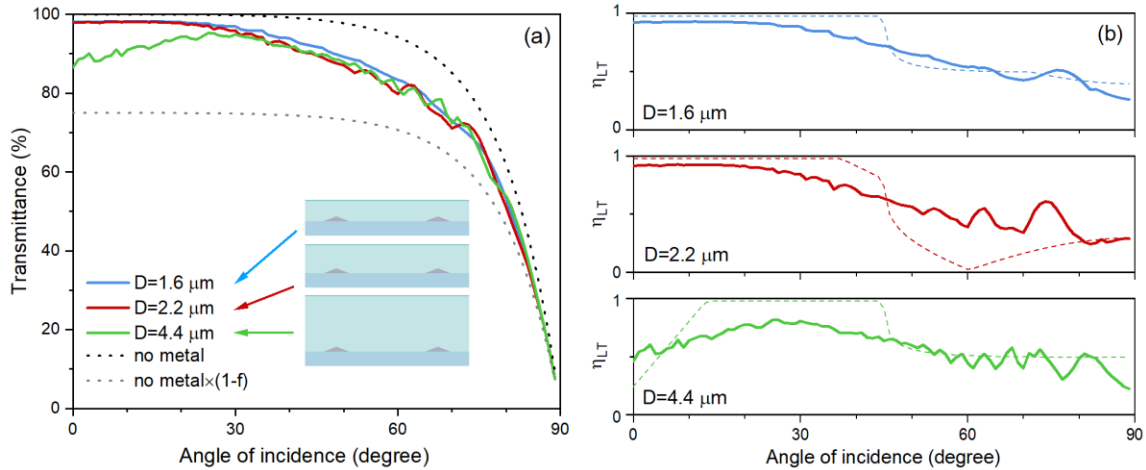 (a)
Transmittance (%)
100
80
60
40
20
0
D=1.6 μm
D=2.2 μm
D=4.4 μm
no metal
no metal×(1-f)
0
30
60
90
Angle of incidence (degree)
(b)
1
ηLT
0
D=1.6 μm
1
ηLT
0
D=2.2 μm
1
ηLT
0
D=4.4 μm
0
30
60
90
Angle of incidence (degree)